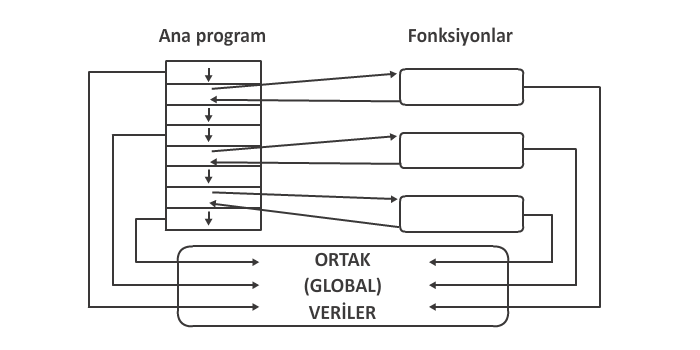 Ana program
Fonksiyonlar
ORTAK
(GLOBAL)
VERİLER